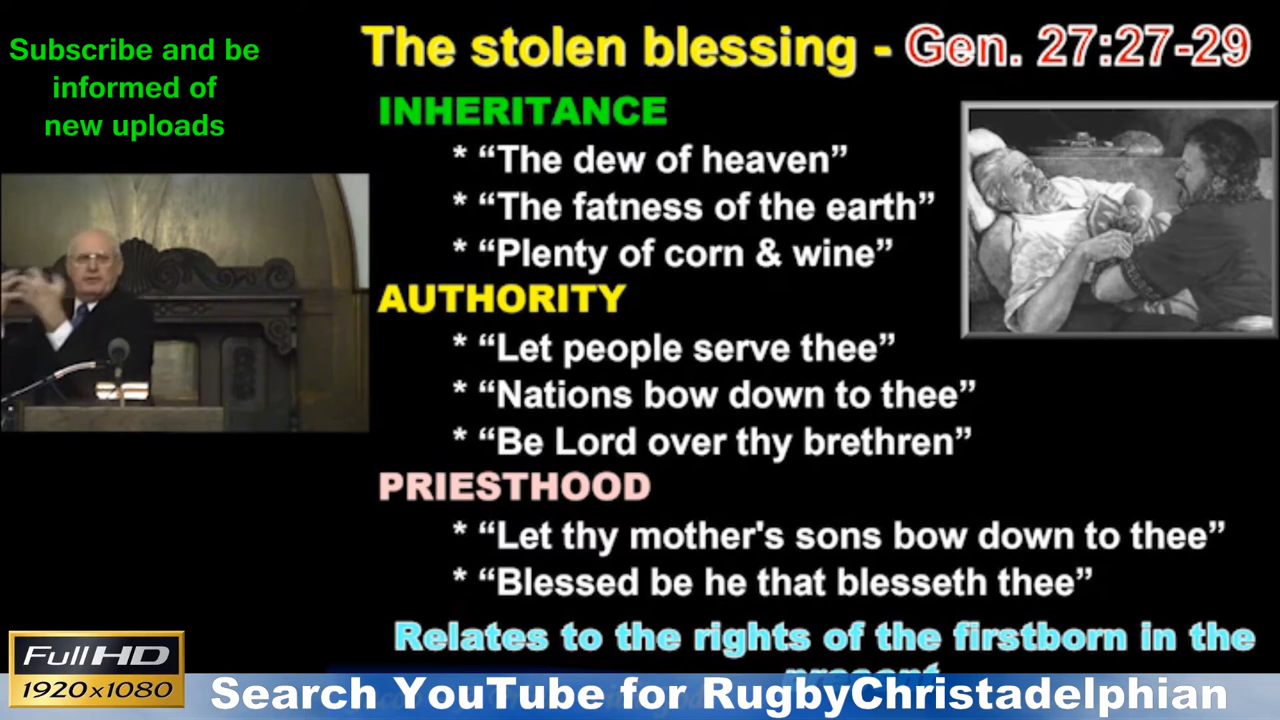 Subscribe and be
informed of
new uploads
The stolen blessing - Gen. 27:27-29
INHERITANCE
* “The dew of heaven”
* “The fatness of the earth”
* “Plenty of corn & wine”
AUTHORITY
* “Let people serve thee”
* “Nations bow down to thee”
* “Be Lord over thy brethren”
PRIESTHOOD
* “Let thy mother's sons bow down to thee”
* “Blessed be he that blesseth thee”
Relates to the rights of the firstborn in the
present
Full HD
1920x1080
Search YouTube for RugbyChristadelphian